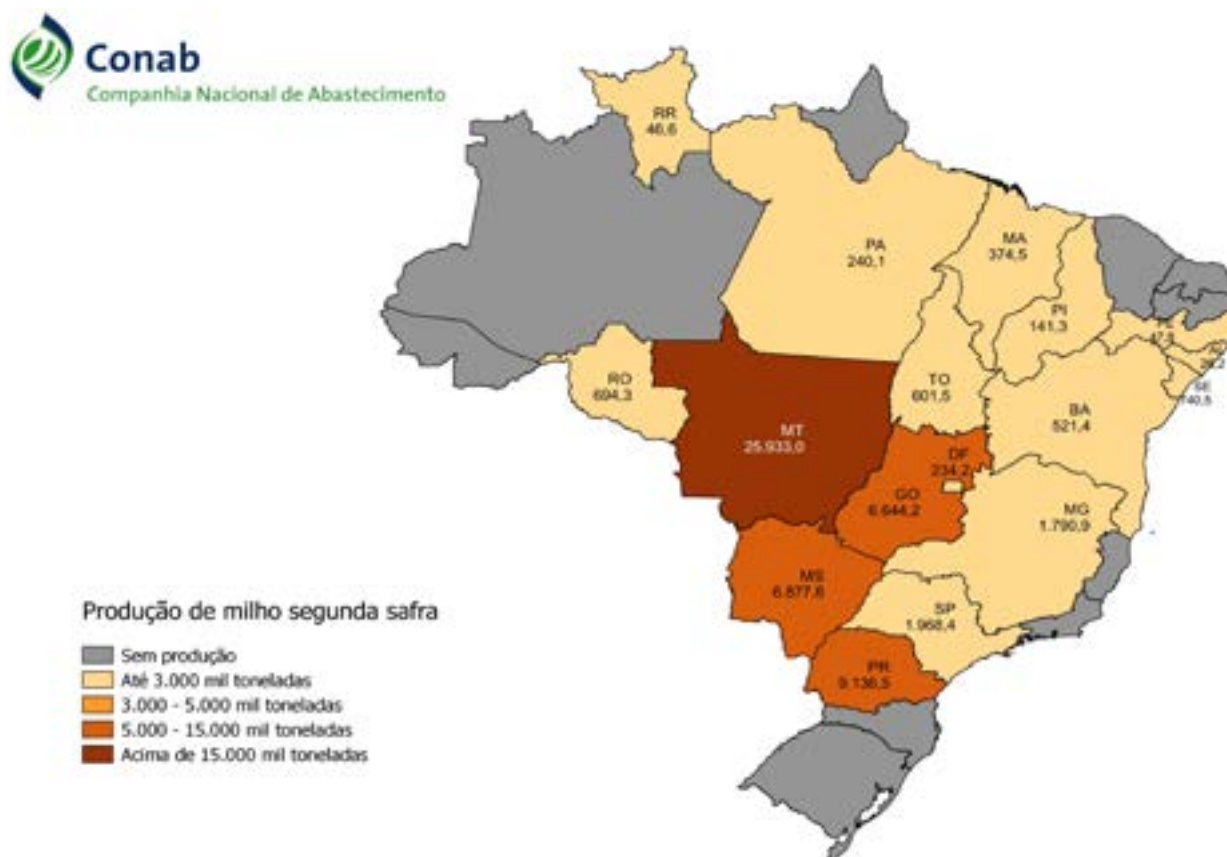 Conab
Companhia Nacional de Abastecimento
RR
46,6
PA
240,1
MA
374,5
PI
141,3
PE
RO
694,3
TO
601,5
SE
BA
521,4
MT
25.933,0
DF
234,2
GO
6.644,2
MG
1.790,9
MS
6.877,6
SP
1.968,4
PR
9.136,5
Produção de milho segunda safra
Sem produção
Até 3.000 mil toneladas
3.000 - 5.000 mil toneladas
5.000 - 15.000 mil toneladas
Acima de 15.000 mil toneladas